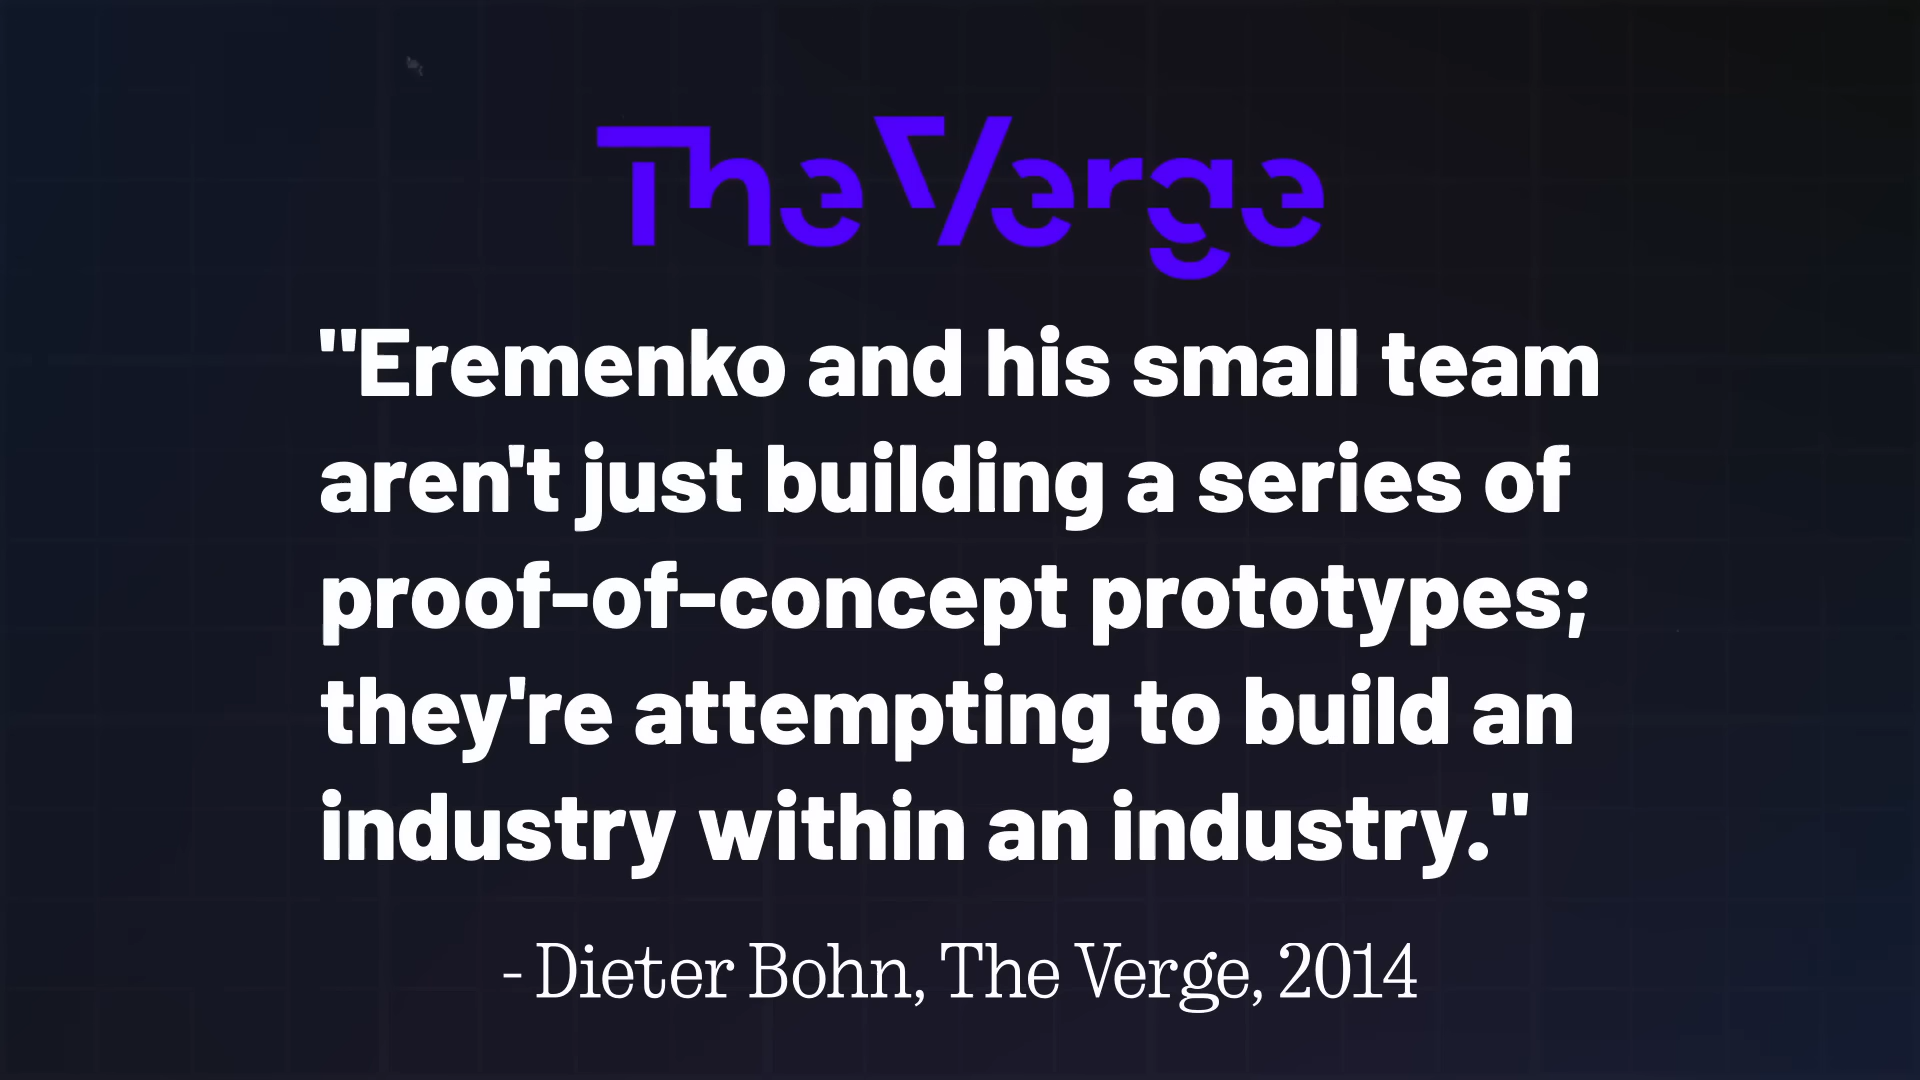 The Verge
"Eremenko and his small team
aren't just building a series of
proof-of-concept prototypes;
they're attempting to build an
industry within an industry."
- Dieter Bohn, The Verge, 2014